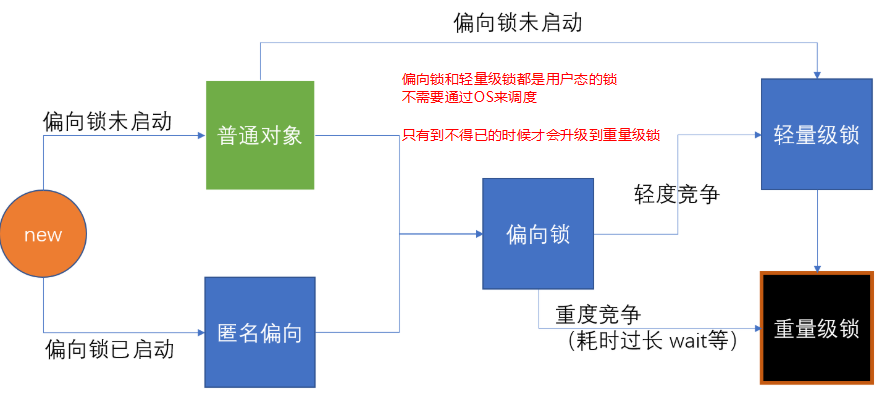 偏向锁未启动
偏向锁和轻量级锁都是用户态的锁
不需要通过OS来调度
偏向锁未启动
普通对象
只有到不得已的时候才会升级到重量级锁
轻量级锁
轻度竞争
new
偏向锁
匿名偏向
重度竞争
（耗时过长 wait等）
重量级锁
偏向锁已启动